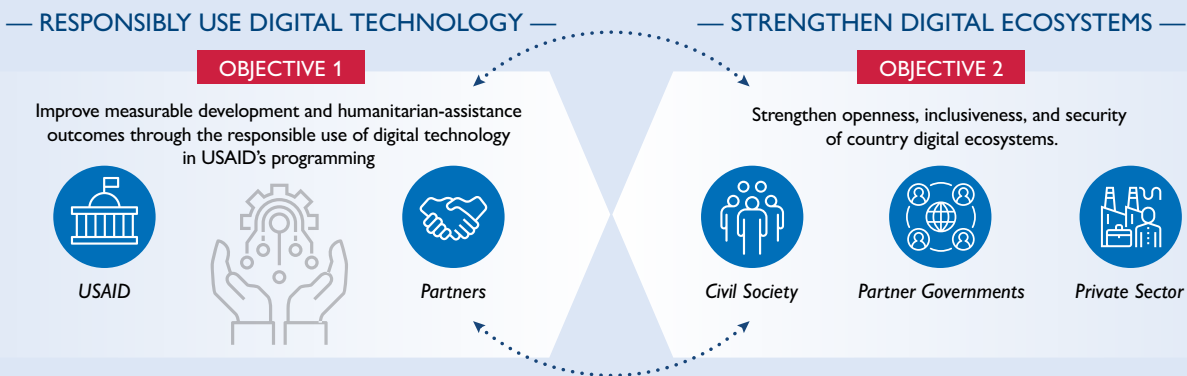 — RESPONSIBLY USE DIGITAL TECHNOLOGY —
OBJECTIVE 1
Improve measurable development and humanitarian-assistance
outcomes through the responsible use of digital technology
in USAID's programming
USAID
Partners
— STRENGTHEN DIGITAL ECOSYSTEMS —
OBJECTIVE 2
Strengthen openness, inclusiveness, and security
of country digital ecosystems.
Civil Society
Partner Governments
Private Sector